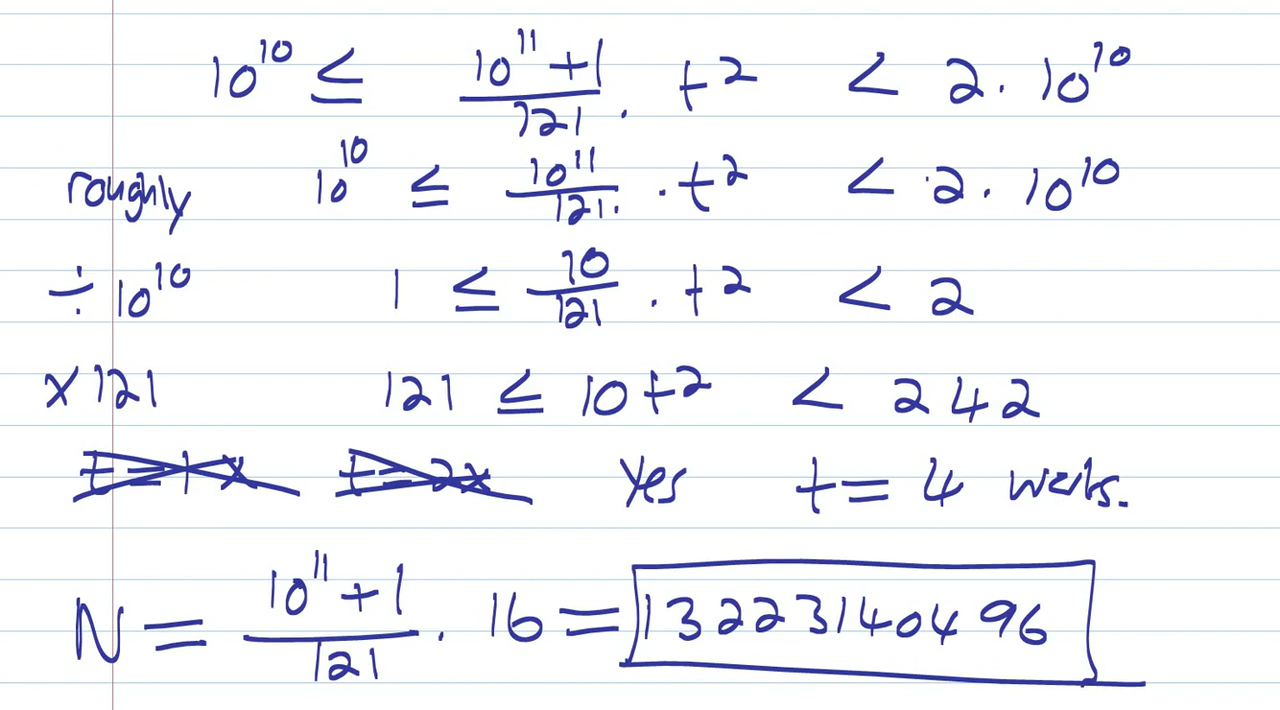 10^10 ≤ (10^11 + 1)/121 · t^2 < 2 · 10^10
roughly 10^10 ≤ 10^11/121 · t^2 < 2 · 10^10
÷ 10^10 1 ≤ 10/121 · t^2 < 2
× 121 121 ≤ 10 t^2 < 242
t = 1 x t = 2x Yes t = 4 works.
N = (10^11 + 1)/121 · 16 = 13223140496